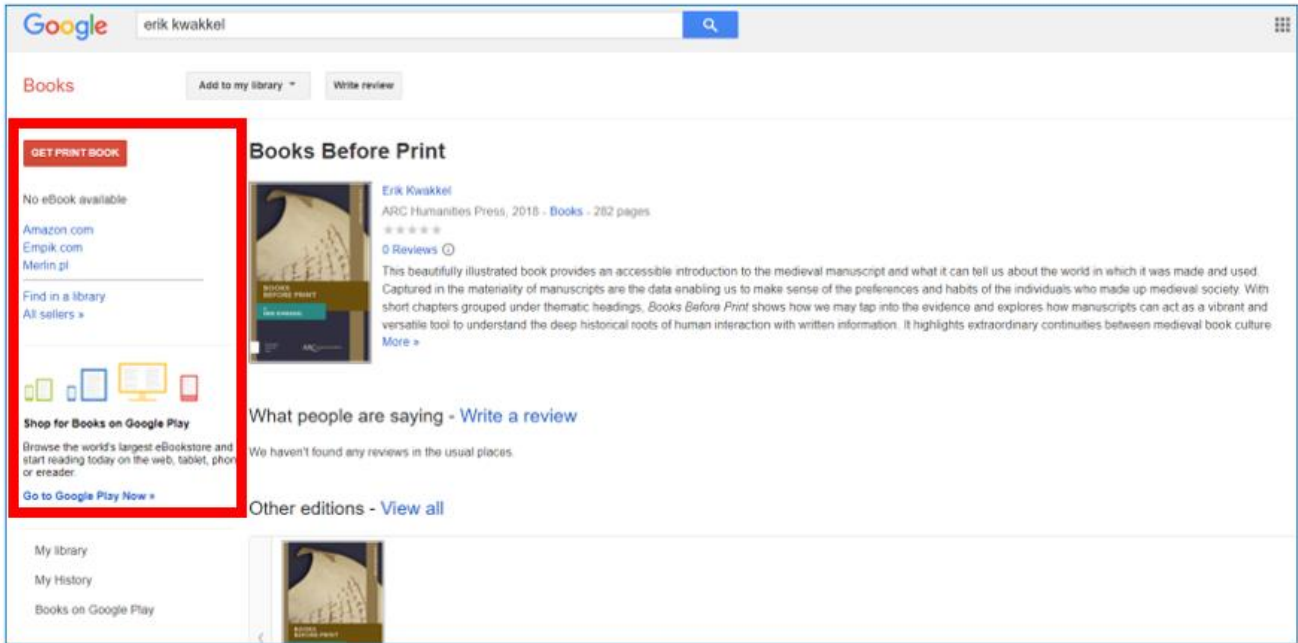 Google
erik kwakkel
Books
Add to my library
Write review
GET PRINT BOOK
No eBook available
Amazon.com
Empik.com
Merlin.pl
Find in a library
All sellers »
Shop for Books on Google Play
Browse the world's largest eBookstore and
start reading today on the web, tablet, phon
or ereader.
Go to Google Play Now »
My library
My History
Books on Google Play
Books Before Print
BOOKS
BEFORE PRINT
ERIK KWAKKEL
ARC
Erik Kwakkel
ARC Humanities Press, 2018 - Books - 282 pages
0 Reviews
This beautifully illustrated book provides an accessible introduction to the medieval manuscript and what it can tell us about the world in which it was made and used.
Captured in the materiality of manuscripts are the data enabling us to make sense of the preferences and habits of the individuals who made up medieval society. With
short chapters grouped under thematic headings, Books Before Print shows how we may tap into the evidence and explores how manuscripts can act as a vibrant and
versatile tool to understand the deep historical roots of human interaction with written information. It highlights extraordinary continuities between medieval book culture
More »
What people are saying - Write a review
We haven't found any reviews in the usual places.
Other editions - View all
BOOKS
BEFORE PRINT